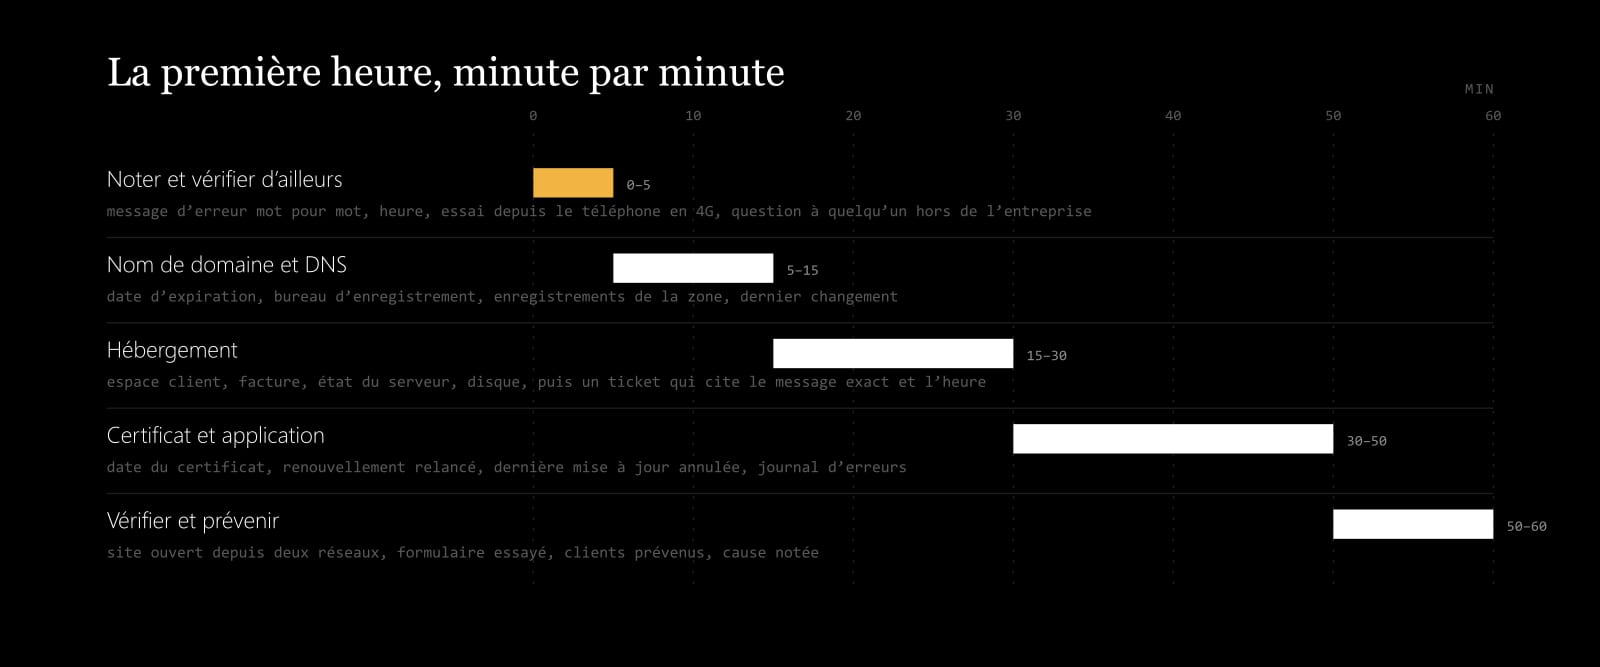 La première heure, minute par minute
MIN
0 10 20 30 40 50 60
Noter et vérifier d’ailleurs
0–5
message d’erreur mot pour mot, heure, essai depuis le téléphone en 4G, question à quelqu’un hors de l’entreprise
Nom de domaine et DNS
5–15
date d’expiration, bureau d’enregistrement, enregistrements de la zone, dernier changement
Hébergement
15–30
espace client, facture, état du serveur, disque, puis un ticket qui cite le message exact et l’heure
Certificat et application
30–50
date du certificat, renouvellement relancé, dernière mise à jour annulée, journal d’erreurs
Vérifier et prévenir
50–60
site ouvert depuis deux réseaux, formulaire essayé, clients prévenus, cause notée